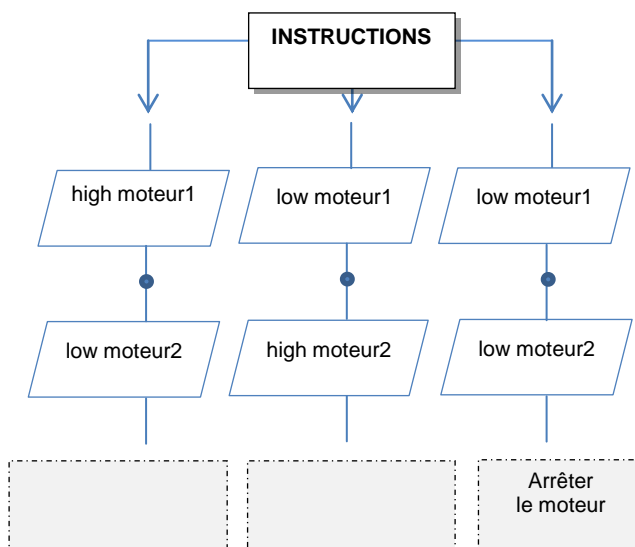 INSTRUCTIONS
high moteur1
low moteur1
low moteur1
low moteur2
high moteur2
low moteur2
Arrêter
le moteur